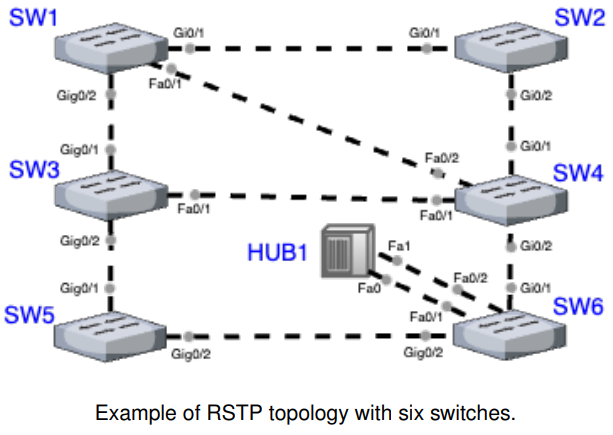 SW1
SW2
Gi0/1
Gi0/1
Fa0/1
Gig0/2
Gi0/2
Gig0/1
Gi0/1
Fa0/2
SW3
SW4
Fa0/1
Fa0/1
Gig0/2
Gi0/2
HUB1
Fa1
Fa0
Fa0/2
Gig0/1
Gi0/1
Fa0/1
SW5
SW6
Gig0/2
Gig0/2
Example of RSTP topology with six switches.